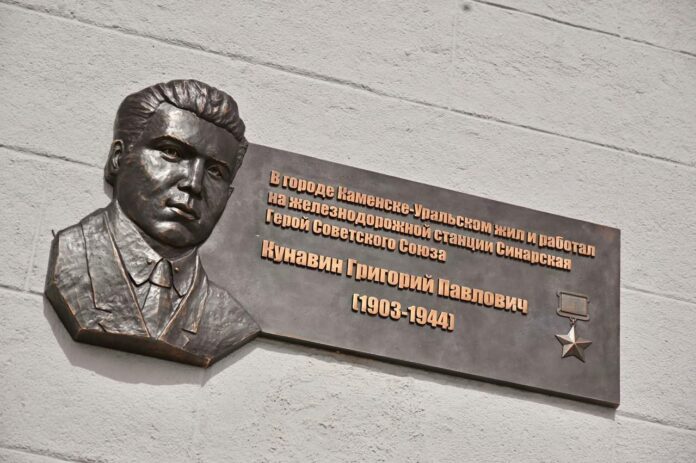 В городе Каменске-Уральском жил и работал
на железнодорожной станции Синарская
Герой Советского Союза
Кунавин Григорий Павлович
(1903-1944)